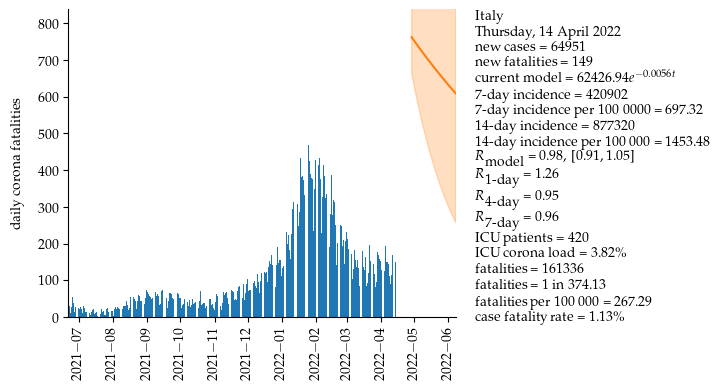 daily corona fatalities
800
700
600
500
400
300
200
100
0
2021−07
2021−08
2021−09
2021−10
2021−11
2021−12
2022−01
2022−02
2022−03
2022−04
2022−05
2022−06
Italy
Thursday, 14 April 2022
new cases = 64951
new fatalities = 149
current model = 62426.94e^{−0.0056t}
7-day incidence = 420902
7-day incidence per 100 0000 = 697.32
14-day incidence = 877320
14-day incidence per 100 000 = 1453.48
R_model = 0.98, [0.91, 1.05]
R_1-day = 1.26
R_4-day = 0.95
R_7-day = 0.96
ICU patients = 420
ICU corona load = 3.82%
fatalities = 161336
fatalities = 1 in 374.13
fatalities per 100 000 = 267.29
case fatality rate = 1.13%